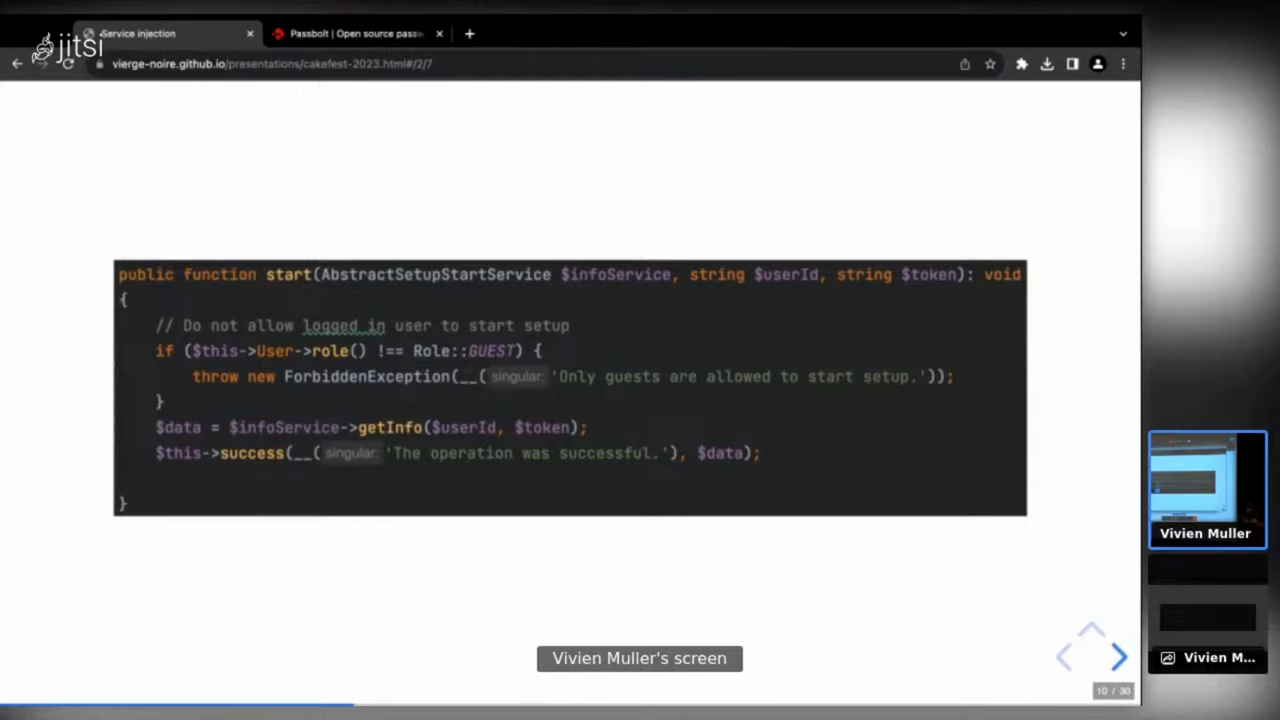 jitsi
Service injection
Passbolt | Open source passw
vierge-noire.github.io/presentations/cakefest-2023.html#/2/7
public function start(AbstractSetupStartService $infoService, string $userId, string $token): void
{
// Do not allow logged in user to start setup
if ($this->User->role() !== Role::GUEST) {
throw new ForbiddenException(__( singular: 'Only guests are allowed to start setup.'));
}
$data = $infoService->getInfo($userId, $token);
$this->success(__( singular: 'The operation was successful.'), $data);
}
Vivien Muller
Vivien M...
Vivien Muller's screen
10 / 30